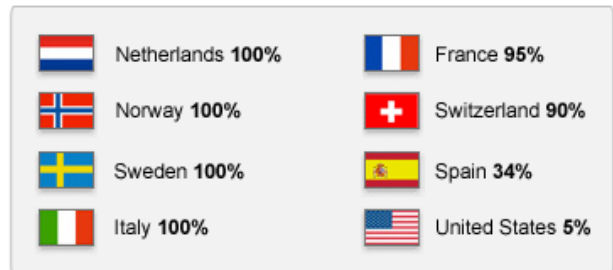 Netherlands 100%
Norway 100%
Sweden 100%
Italy 100%
France 95%
Switzerland 90%
Spain 34%
United States 5%